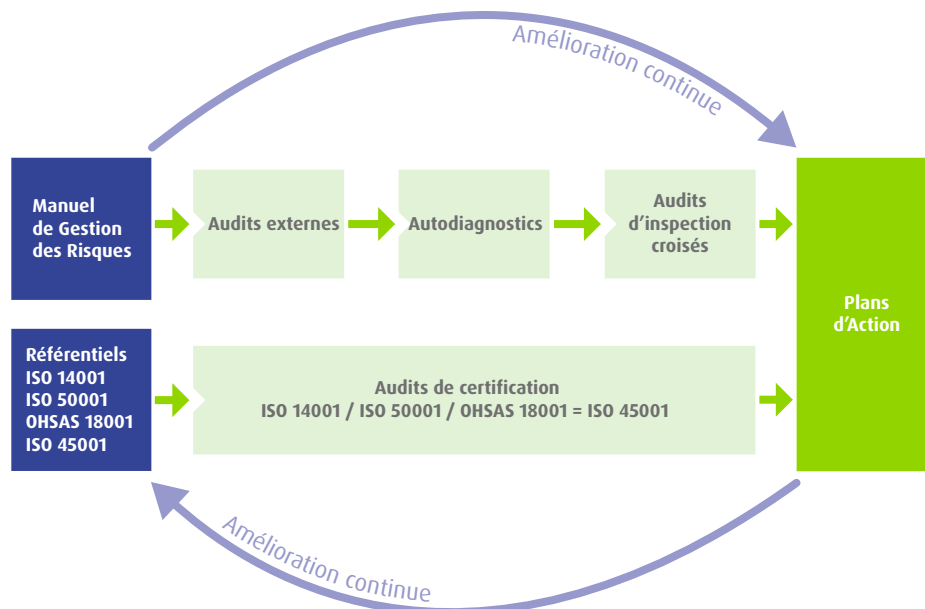 Amélioration continue
Manuel
de Gestion
des Risques
Audits externes
Autodiagnostics
Audits
d'inspection
croisés
Plans
d'Action
Référentiels
ISO 14001
ISO 50001
OHSAS 18001
ISO 45001
Audits de certification
ISO 14001 / ISO 50001 / OHSAS 18001 = ISO 45001
Amélioration continue